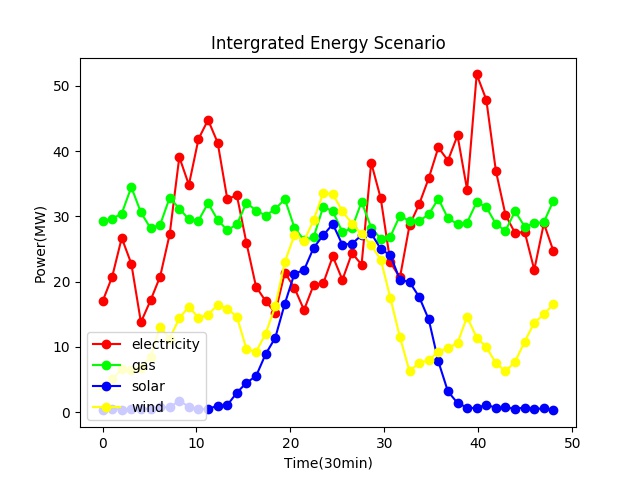 Intergrated Energy Scenario
Power(MW)
50
40
30
20
10
0
electricity
gas
solar
wind
0 10 20 30 40 50
Time(30min)